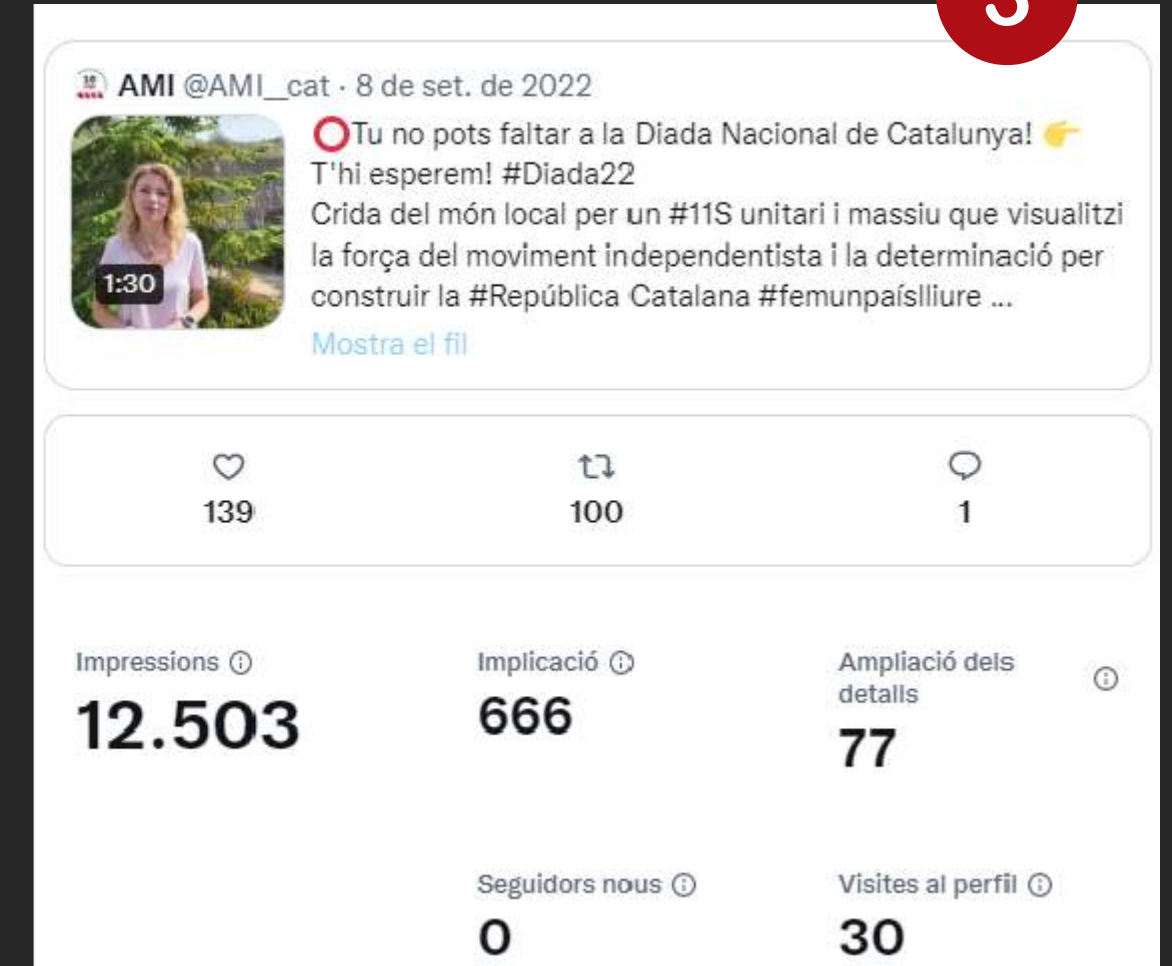 3
AMI @AMI__cat · 8 de set. de 2022
⭕Tu no pots faltar a la Diada Nacional de Catalunya! 👉
T'hi esperem! #Diada22
Crida del món local per un #11S unitari i massiu que visualitzi
la força del moviment independentista i la determinació per
construir la #República Catalana #femunpaíslliure ...
1:30
Mostra el fil
139 100 1
Impressions Implicació Ampliació dels detalls
12.503 666 77
Seguidors nous Visites al perfil
0 30